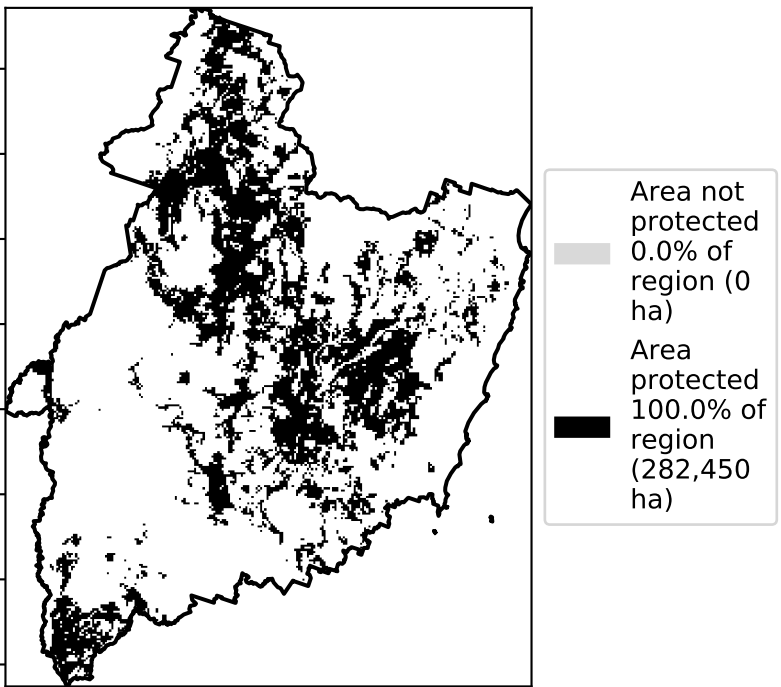 Area not
protected
0.0% of
region (0
ha)
Area
protected
100.0% of
region
(282,450
ha)